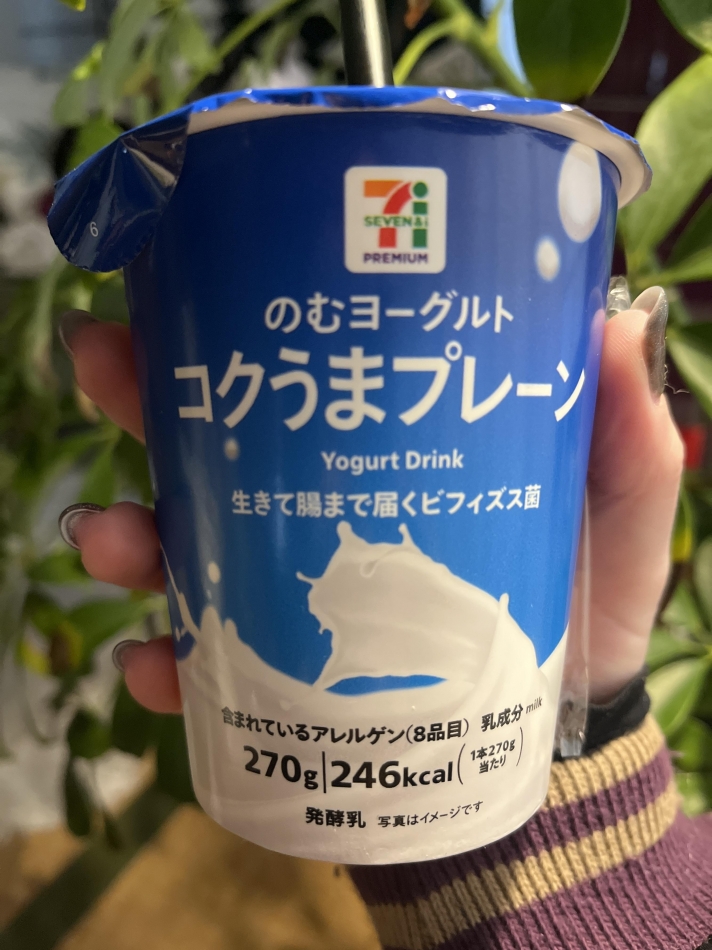 6
SEVEN&i
PREMIUM
のむヨーグルト
コクうまプレーン
Yogurt Drink
生きて腸まで届くビフィズス菌
含まれているアレルゲン(8品目) 乳成分 milk
270g|246kcal(1本270g当たり)
発酵乳 写真はイメージです